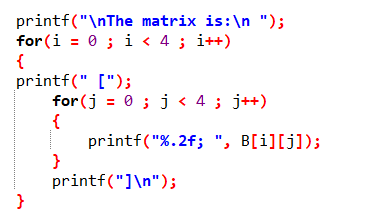 printf("\nThe matrix is:\n ");
for(i = 0 ; i < 4 ; i++)
{
printf(" [");
for(j = 0 ; j < 4 ; j++)
{
printf("%.2f; ", B[i][j]);
}
printf("]\n");
}